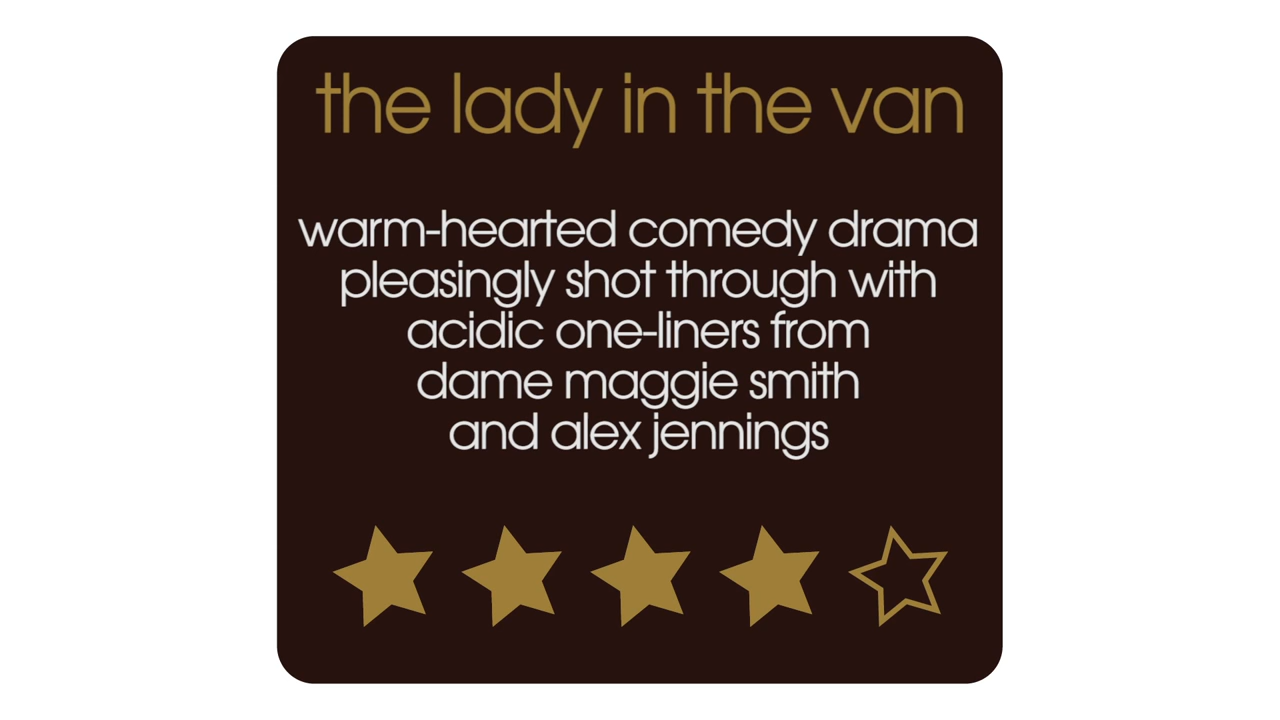 the lady in the van
warm-hearted comedy drama
pleasingly shot through with
acidic one-liners from
dame maggie smith
and alex jennings